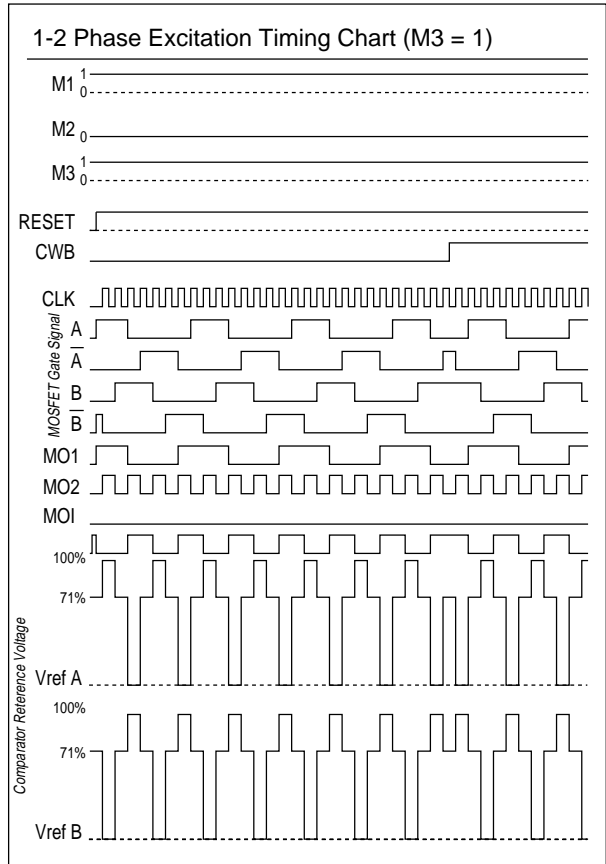 1-2 Phase Excitation Timing Chart (M3 = 1)
M1 1
0
M2 0
M3 1
0
RESET
CWB
CLK
MOSFET Gate Signal
A
A̅
B
B̅
MO1
MO2
MOI
Comparator Reterence Voltage
100%
71%
Vref A
100%
71%
Vref B